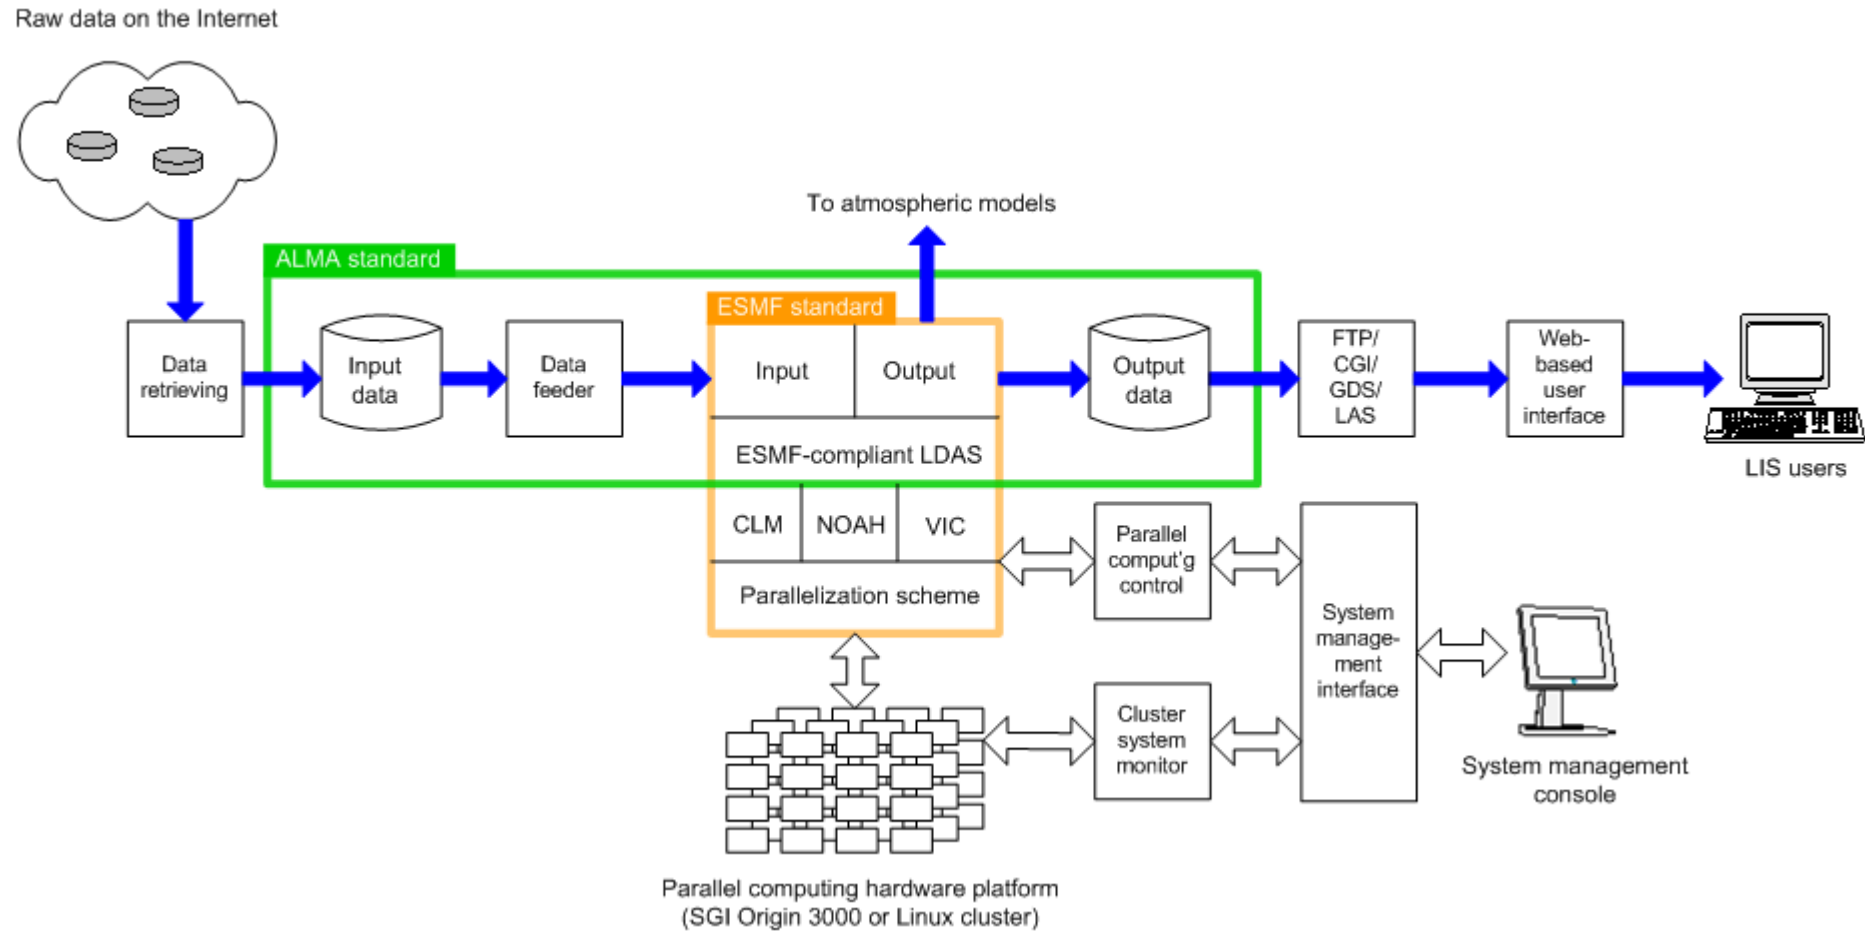 Raw data on the Internet
To atmospheric models
ALMA standard
ESMF standard
Data
retrieving
Input
data
Data
feeder
Input
Output
Output
data
FTP/
CGI/
GDS/
LAS
Web-
based
user
interface
LIS users
ESMF-compliant LDAS
CLM
NOAH
VIC
Parallelization scheme
Parallel
comput'g
control
System
manage-
ment
interface
Cluster
system
monitor
System management
console
Parallel computing hardware platform
(SGI Origin 3000 or Linux cluster)